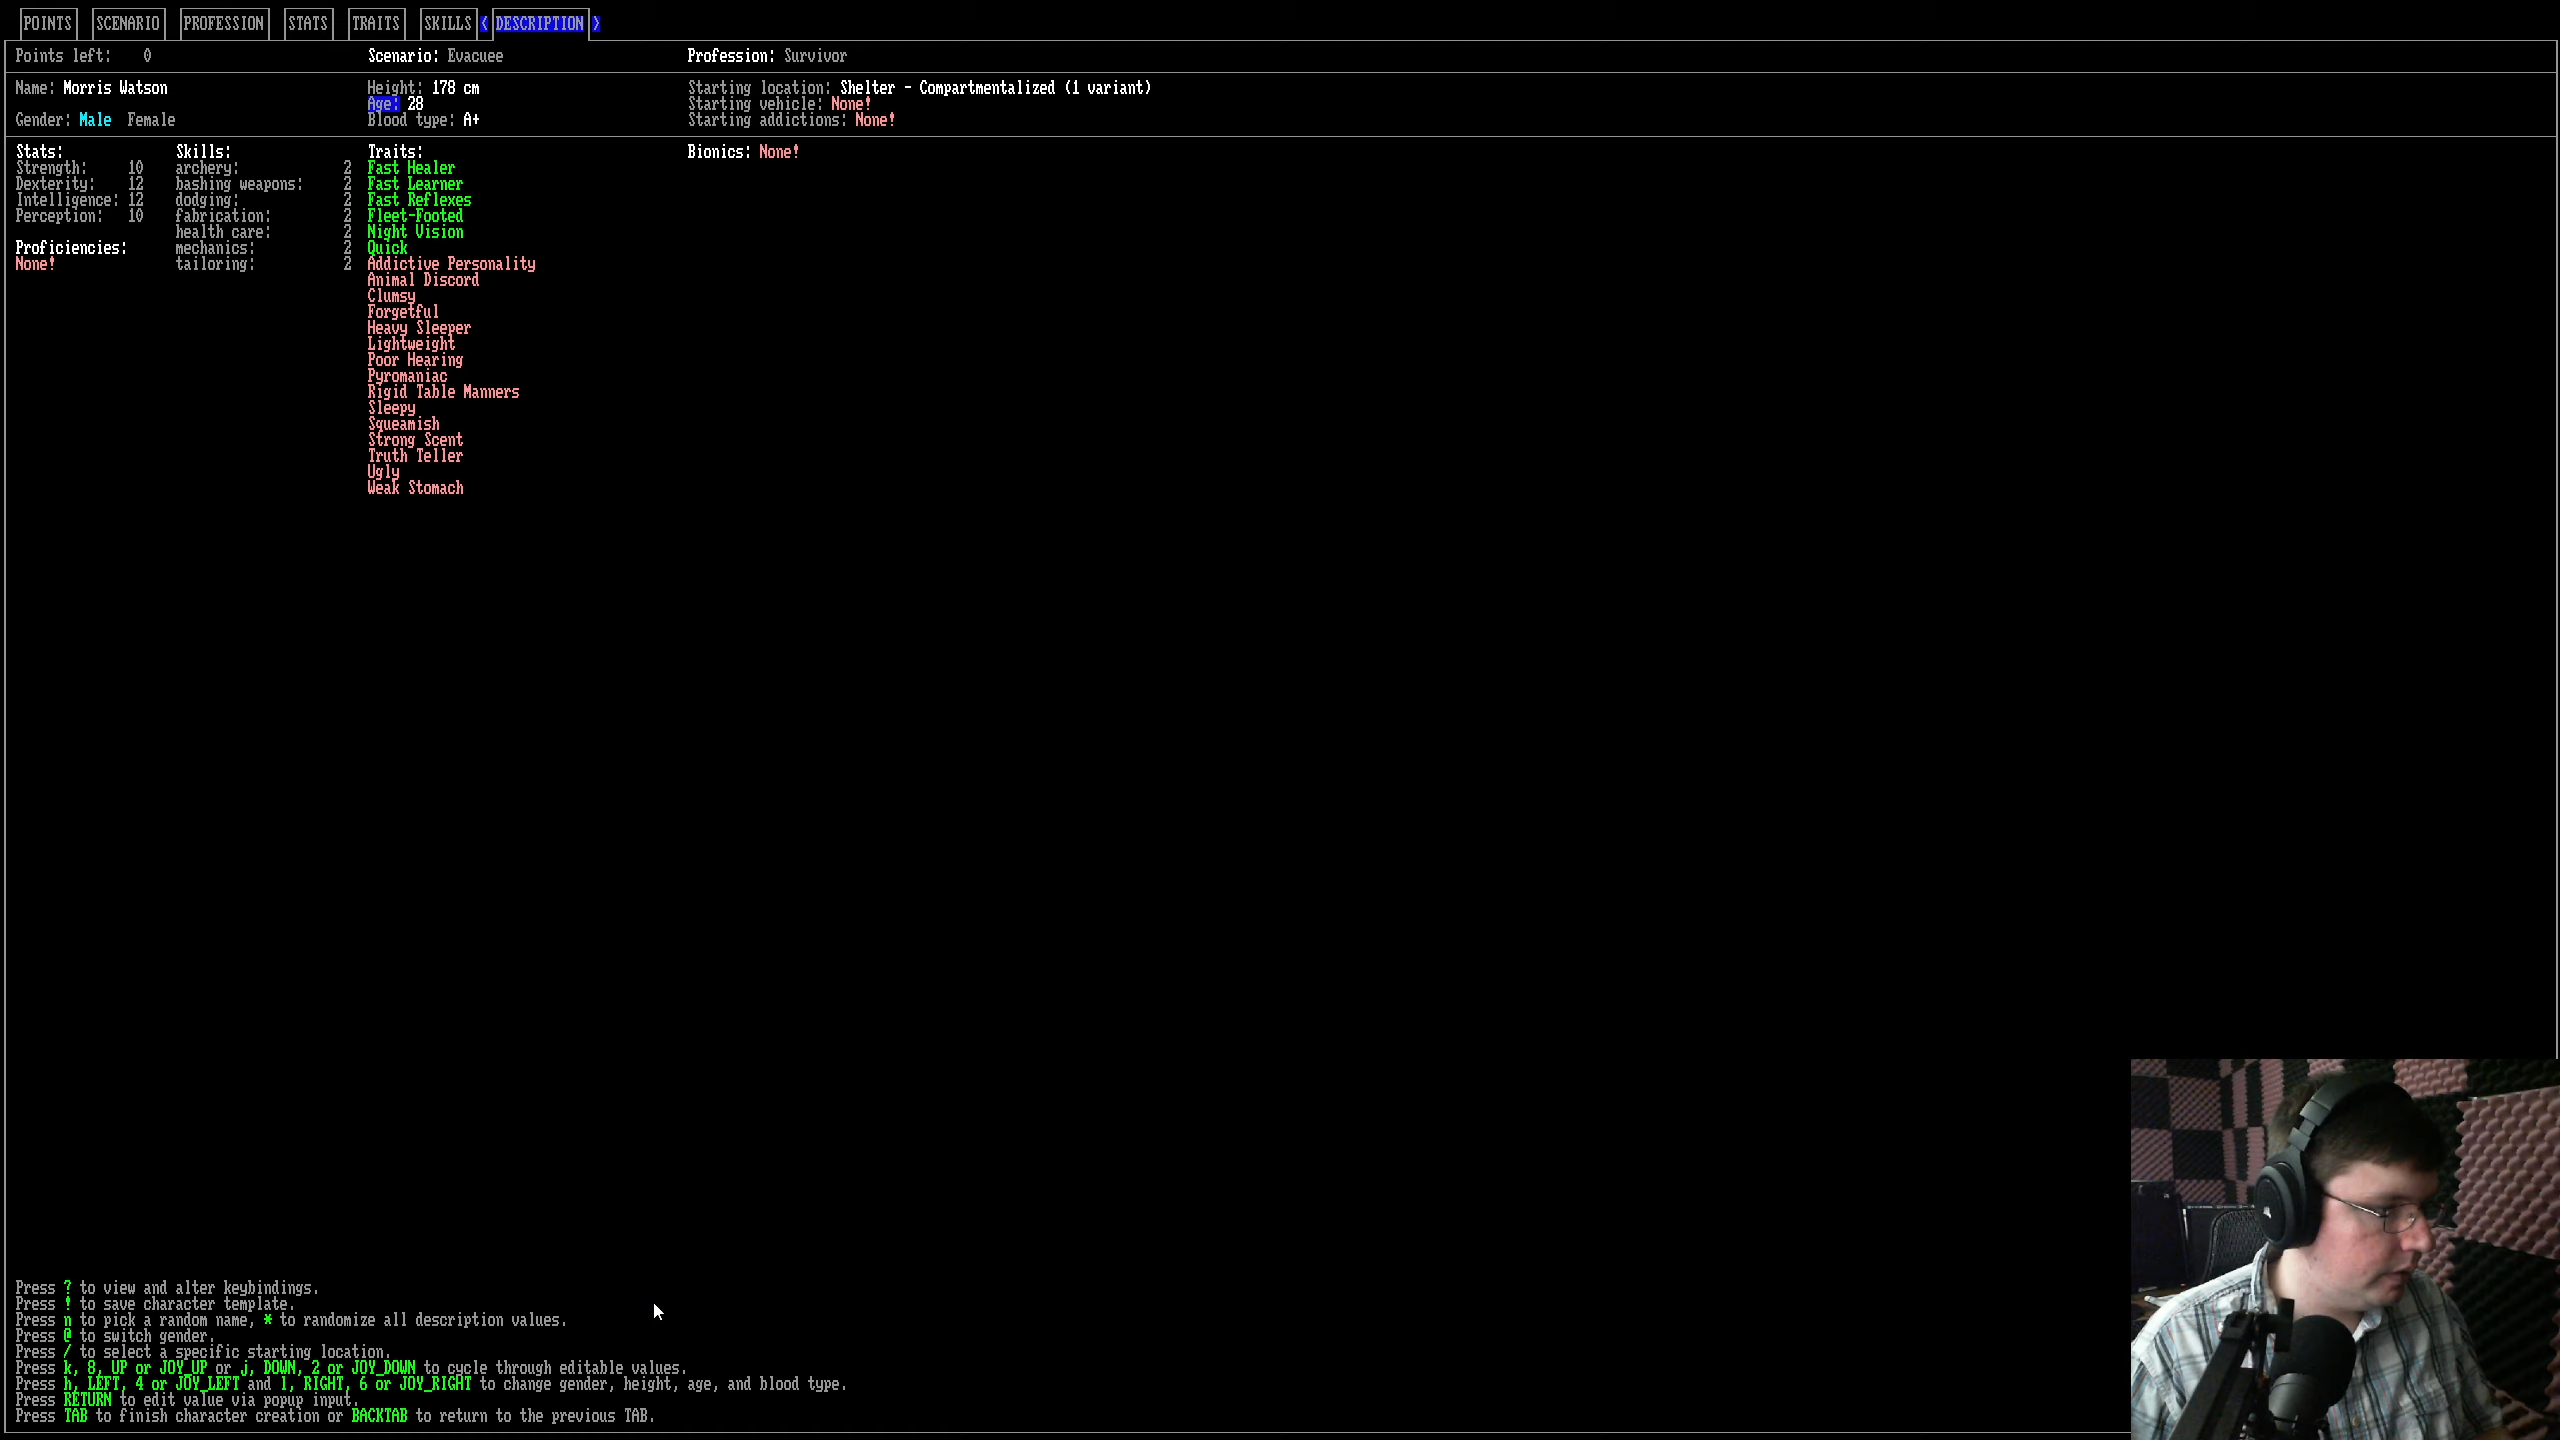 POINTS SCENARIO PROFESSION STATS TRAITS SKILLS < DESCRIPTION >
Points left: 0 Scenario: Evacuee Profession: Survivor
Name: Morris Watson Height: 178 cm Starting location: Shelter - Compartmentalized (1 variant)
Age: 28 Starting vehicle: None!
Gender: Male Female Blood type: A+ Starting addictions: None!
Stats: Skills: Traits: Bionics: None!
Strength: 10 archery: 2 Fast Healer
Dexterity: 12 bashing weapons: 2 Fast Learner
Intelligence: 12 dodging: 2 Fast Reflexes
Perception: 10 fabrication: 2 Fleet-Footed
health care: 2 Night Vision
Proficiencies: mechanics: 2 Quick
None! tailoring: 2 Addictive Personality
Animal Discord
Clumsy
Forgetful
Heavy Sleeper
Lightweight
Poor Hearing
Pyromaniac
Rigid Table Manners
Sleepy
Squeamish
Strong Scent
Truth Teller
Ugly
Weak Stomach
Press ? to view and alter keybindings.
Press ! to save character template.
Press n to pick a random name, * to randomize all description values.
Press @ to switch gender.
Press / to select a specific starting location.
Press k, 8, UP or JOY_UP or j, DOWN, 2 or JOY_DOWN to cycle through editable values.
Press h, LEFT, 4 or JOY_LEFT and l, RIGHT, 6 or JOY_RIGHT to change gender, height, age, and blood type.
Press RETURN to edit value via popup input.
Press TAB to finish character creation or BACKTAB to return to the previous TAB.